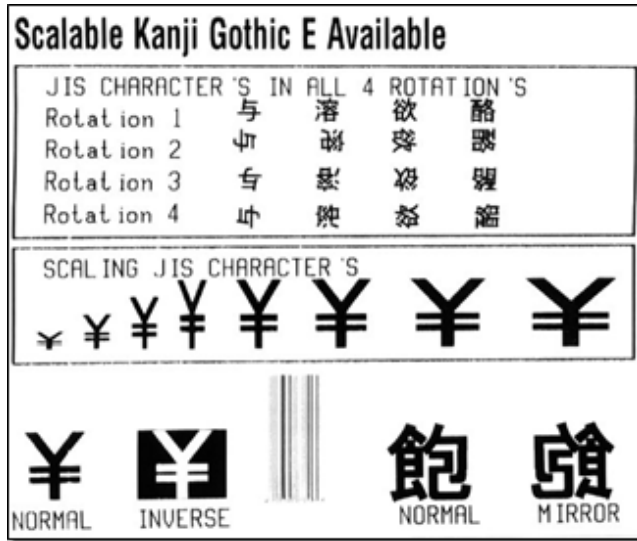 Scalable Kanji Gothic E Available
JIS CHARACTER'S IN ALL 4 ROTATION'S
Rotation 1 与 溶 欲 酪
Rotation 2
Rotation 3
Rotation 4
SCALING JIS CHARACTER'S
¥ ¥ ¥ ¥ ¥ ¥ ¥ ¥
¥ ¥ 飽
NORMAL INVERSE NORMAL MIRROR